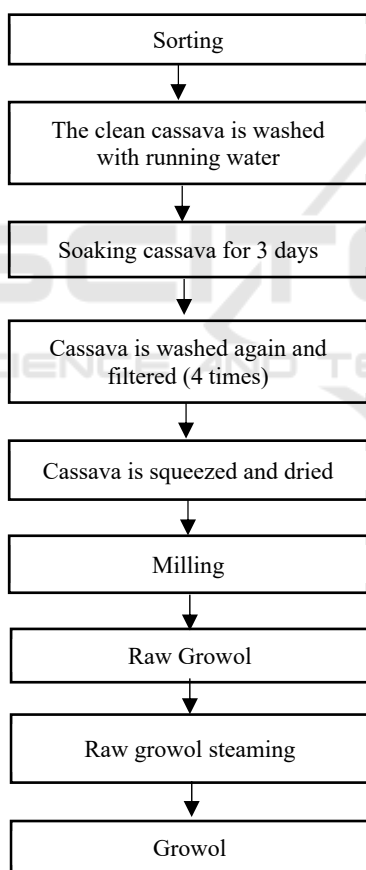 Sorting
The clean cassava is washed
with running water
Soaking cassava for 3 days
Cassava is washed again and
filtered (4 times)
Cassava is squeezed and dried
Milling
Raw Growol
Raw growol steaming
Growol